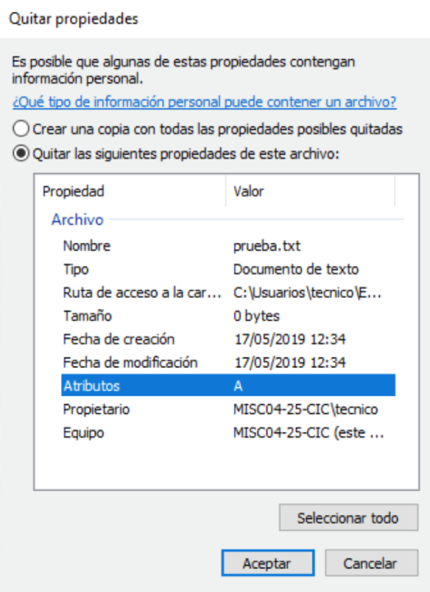 Quitar propiedades
Es posible que algunas de estas propiedades contengan
información personal.
¿Qué tipo de información personal puede contener un archivo?
Crear una copia con todas las propiedades posibles quitadas
Quitar las siguientes propiedades de este archivo:
Propiedad Valor
Archivo
Nombre prueba.txt
Tipo Documento de texto
Ruta de acceso a la car... C:\Usuarios\tecnico\E...
Tamaño 0 bytes
Fecha de creación 17/05/2019 12:34
Fecha de modificación 17/05/2019 12:34
Atributos A
Propietario MISC04-25-CIC\tecnico
Equipo MISC04-25-CIC (este ...
Seleccionar todo
Aceptar Cancelar